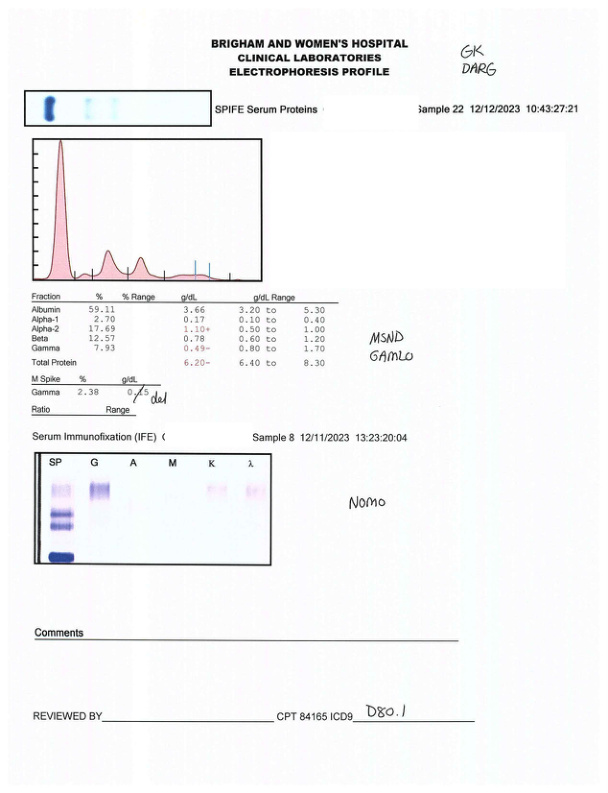 BRIGHAM AND WOMEN'S HOSPITAL
CLINICAL LABORATORIES
ELECTROPHORESIS PROFILE
GK
DARG
SPIFE Serum Proteins Sample 22 12/12/2023 10:43:27:21
Fraction % % Range g/dL g/dL Range
Albumin 59.11 3.66 3.20 to 5.30
Alpha-1 2.70 0.17 0.10 to 0.40
Alpha-2 17.69 1.10+ 0.50 to 1.00
Beta 12.57 0.78 0.60 to 1.20
Gamma 7.93 0.49- 0.80 to 1.70
Total Protein 6.20- 6.40 to 8.30
MSND
GAMLO
M Spike % g/dL
Gamma 2.38 0.15 del
Ratio Range
Serum Immunofixation (IFE) ( Sample 8 12/11/2023 13:23:20:04
SP G A M K λ
NOMO
Comments
REVIEWED BY CPT 84165 ICD9 D80.1